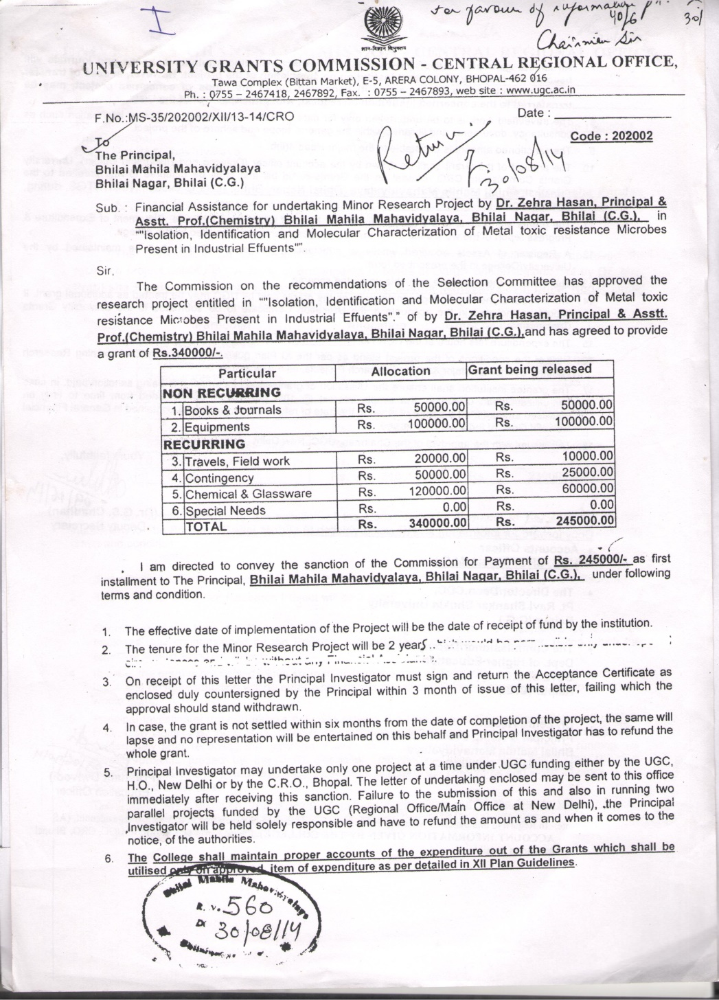 I
for favour of information pl.
40/6
30/
Chairman Sir
ज्ञान-विज्ञान विमुक्तये
UNIVERSITY GRANTS COMMISSION - CENTRAL REGIONAL OFFICE,
Tawa Complex (Bittan Market), E-5, ARERA COLONY, BHOPAL-462 016
Ph. : 0755 – 2467418, 2467892, Fax. : 0755 – 2467893, web site : www.ugc.ac.in
F.No.:MS-35/202002/XII/13-14/CRO
Date :
Code : 202002
Return
30/08/14
To
The Principal,
Bhilai Mahila Mahavidyalaya
Bhilai Nagar, Bhilai (C.G.)
Sub. : Financial Assistance for undertaking Minor Research Project by Dr. Zehra Hasan, Principal &
Asstt. Prof.(Chemistry) Bhilai Mahila Mahavidyalaya, Bhilai Nagar, Bhilai (C.G.), in
""Isolation, Identification and Molecular Characterization of Metal toxic resistance Microbes
Present in Industrial Effuents"".
Sir,
The Commission on the recommendations of the Selection Committee has approved the
research project entitled in ""Isolation, Identification and Molecular Characterization of Metal toxic
resistance Microbes Present in Industrial Effuents"." of by Dr. Zehra Hasan, Principal & Asstt.
Prof.(Chemistry) Bhilai Mahila Mahavidyalaya, Bhilai Nagar, Bhilai (C.G.),and has agreed to provide
a grant of Rs.340000/-.
Particular Allocation Grant being released
NON RECURRING
1. Books & Journals Rs. 50000.00 Rs. 50000.00
2. Equipments Rs. 100000.00 Rs. 100000.00
RECURRING
3. Travels, Field work Rs. 20000.00 Rs. 10000.00
4. Contingency Rs. 50000.00 Rs. 25000.00
5. Chemical & Glassware Rs. 120000.00 Rs. 60000.00
6. Special Needs Rs. 0.00 Rs. 0.00
TOTAL Rs. 340000.00 Rs. 245000.00
I am directed to convey the sanction of the Commission for Payment of Rs. 245000/- as first
installment to The Principal, Bhilai Mahila Mahavidyalaya, Bhilai Nagar, Bhilai (C.G.), under following
terms and condition.
1. The effective date of implementation of the Project will be the date of receipt of fund by the institution.
2. The tenure for the Minor Research Project will be 2 years
without any Financial
3. On receipt of this letter the Principal Investigator must sign and return the Acceptance Certificate as
enclosed duly countersigned by the Principal within 3 month of issue of this letter, failing which the
approval should stand withdrawn.
4. In case, the grant is not settled within six months from the date of completion of the project, the same will
lapse and no representation will be entertained on this behalf and Principal Investigator has to refund the
whole grant.
5. Principal Investigator may undertake only one project at a time under UGC funding either by the UGC,
H.O., New Delhi or by the C.R.O., Bhopal. The letter of undertaking enclosed may be sent to this office
immediately after receiving this sanction. Failure to the submission of this and also in running two
parallel projects funded by the UGC (Regional Office/Main Office at New Delhi), .the Principal
Investigator will be held solely responsible and have to refund the amount as and when it comes to the
notice, of the authorities.
6. The College shall maintain proper accounts of the expenditure out of the Grants which shall be
utilised only on approved item of expenditure as per detailed in XII Plan Guidelines.
Bhilai Mahila Mahavidyalaya
R. V. 560
Dt 30/08/14